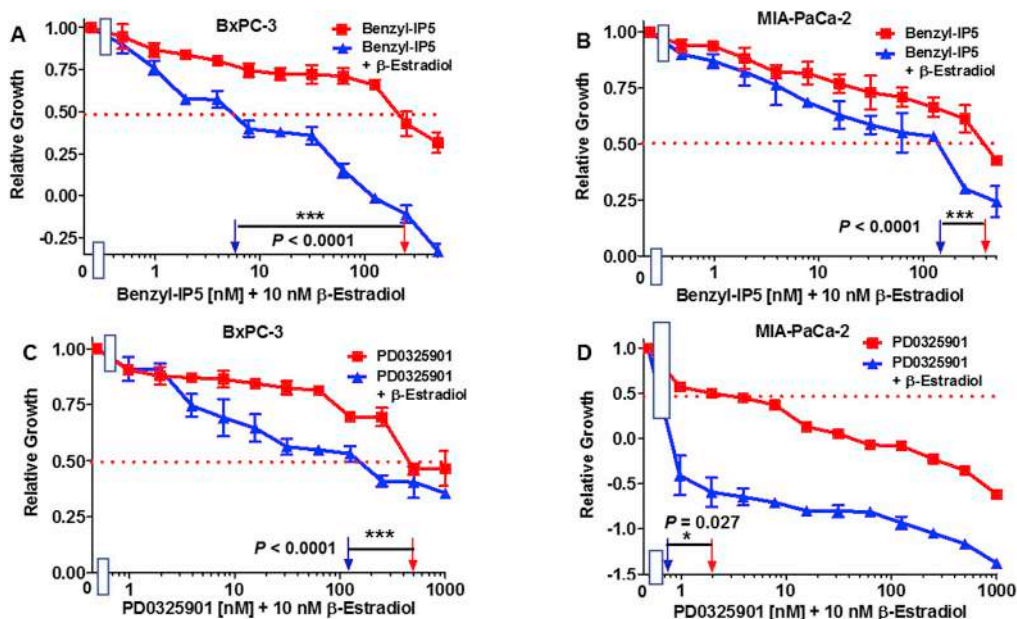 A
BxPC-3
Benzyl-IP5
Benzyl-IP5
+ β-Estradiol
Relative Growth
1.00
0.75
0.50
0.25
0.00
-0.25
***
P < 0.0001
0 1 10 100
Benzyl-IP5 [nM] + 10 nM β-Estradiol
B
MIA-PaCa-2
Benzyl-IP5
Benzyl-IP5
+ β-Estradiol
Relative Growth
1.00
0.75
0.50
0.25
0.00
P < 0.0001 ***
0 1 10 100
Benzyl-IP5 [nM] + 10 nM β-Estradiol
C
BxPC-3
PD0325901
PD0325901
+ β-Estradiol
Relative Growth
1.00
0.75
0.50
0.25
0.00
P < 0.0001 ***
0 1 10 100 1000
PD0325901 [nM] + 10 nM β-Estradiol
D
MIA-PaCa-2
PD0325901
PD0325901
+ β-Estradiol
Relative Growth
1.0
0.5
0.0
-0.5
-1.0
-1.5
P = 0.027
*
0 1 10 100 1000
PD0325901 [nM] + 10 nM β-Estradiol